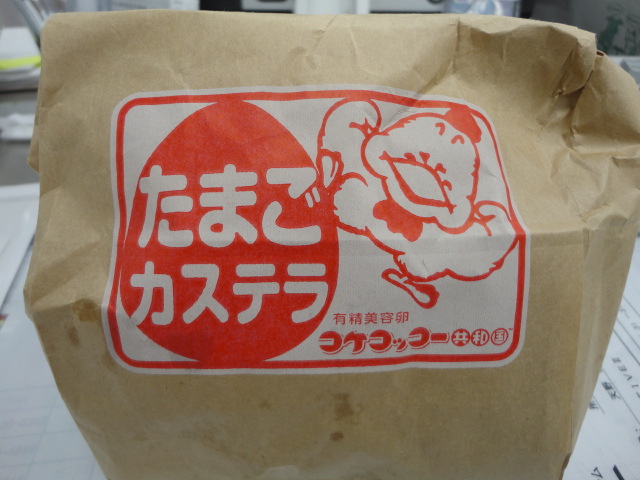 たまご
カステラ
有精美容卵
コケコッコー共和国